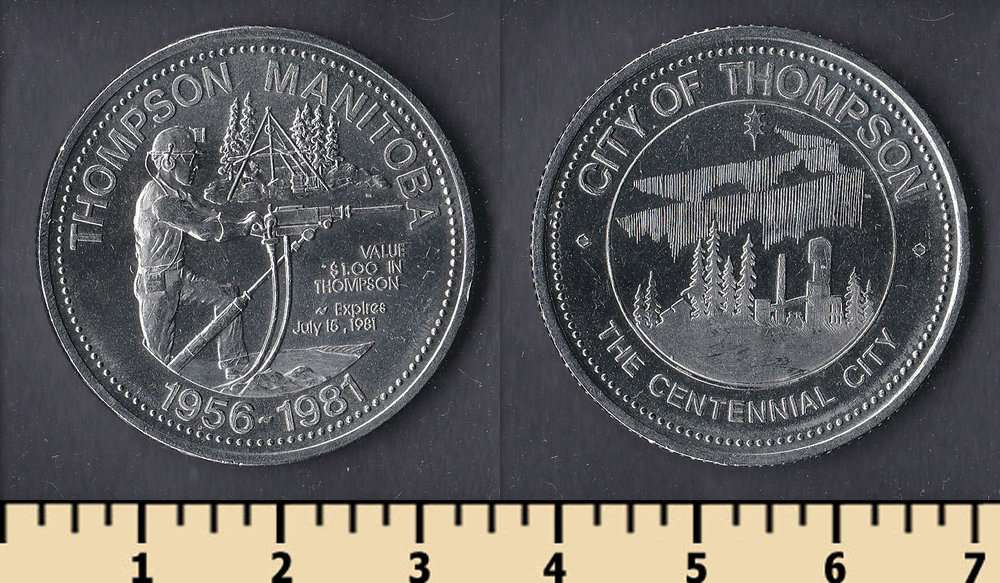 THOMPSON MANITOBA
VALUE
$1.00 IN
THOMPSON
~ Expires
July 15, 1981
1956~1981
CITY OF THOMPSON
THE CENTENNIAL CITY
1 2 3 4 5 6 7